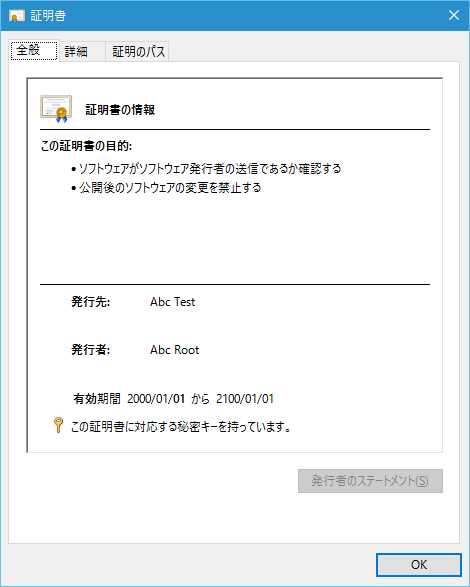 証明書
全般 詳細 証明のパス
証明書の情報
この証明書の目的:
• ソフトウェアがソフトウェア発行者の送信であるか確認する
• 公開後のソフトウェアの変更を禁止する
発行先: Abc Test
発行者: Abc Root
有効期間 2000/01/01 から 2100/01/01
この証明書に対応する秘密キーを持っています。
発行者のステートメント(S)
OK